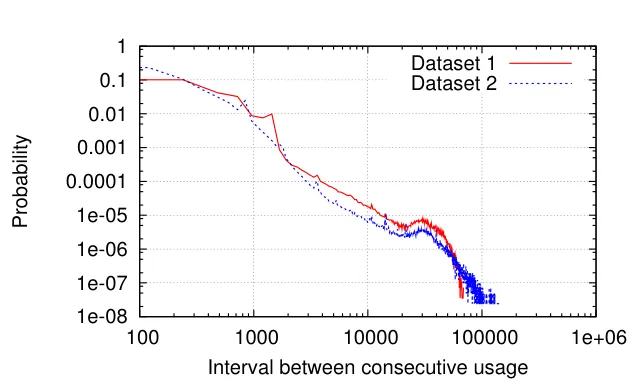 1
0.1
0.01
0.001
0.0001
1e-05
1e-06
1e-07
1e-08
Probability
Dataset 1
Dataset 2
100 1000 10000 100000 1e+06
Interval between consecutive usage